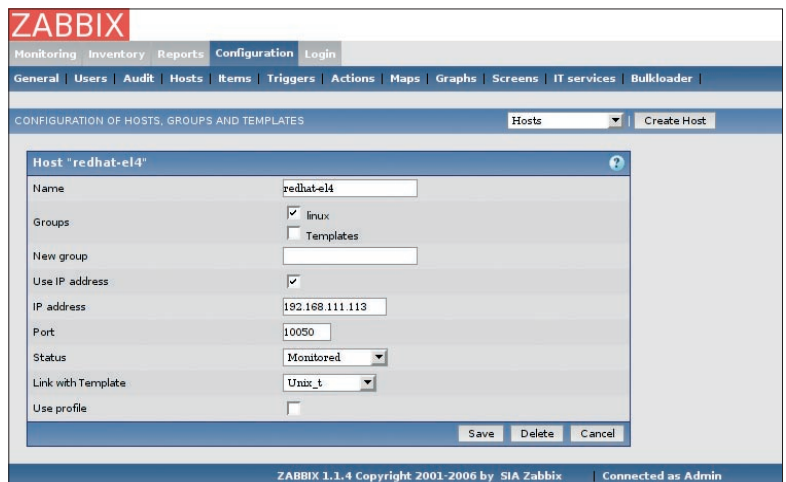 ZABBIX
Monitoring Inventory Reports Configuration Login
General | Users | Audit | Hosts | Items | Triggers | Actions | Maps | Graphs | Screens | IT services | Bulkloader |
CONFIGURATION OF HOSTS, GROUPS AND TEMPLATES Hosts | Create Host
Host "redhat-el4" ?
Name redhat-el4
Groups linux
Templates
New group
Use IP address
IP address 192.168.111.113
Port 10050
Status Monitored
Link with Template Unix_t
Use profile
Save Delete Cancel
ZABBIX 1.1.4 Copyright 2001-2006 by SIA Zabbix | Connected as Admin